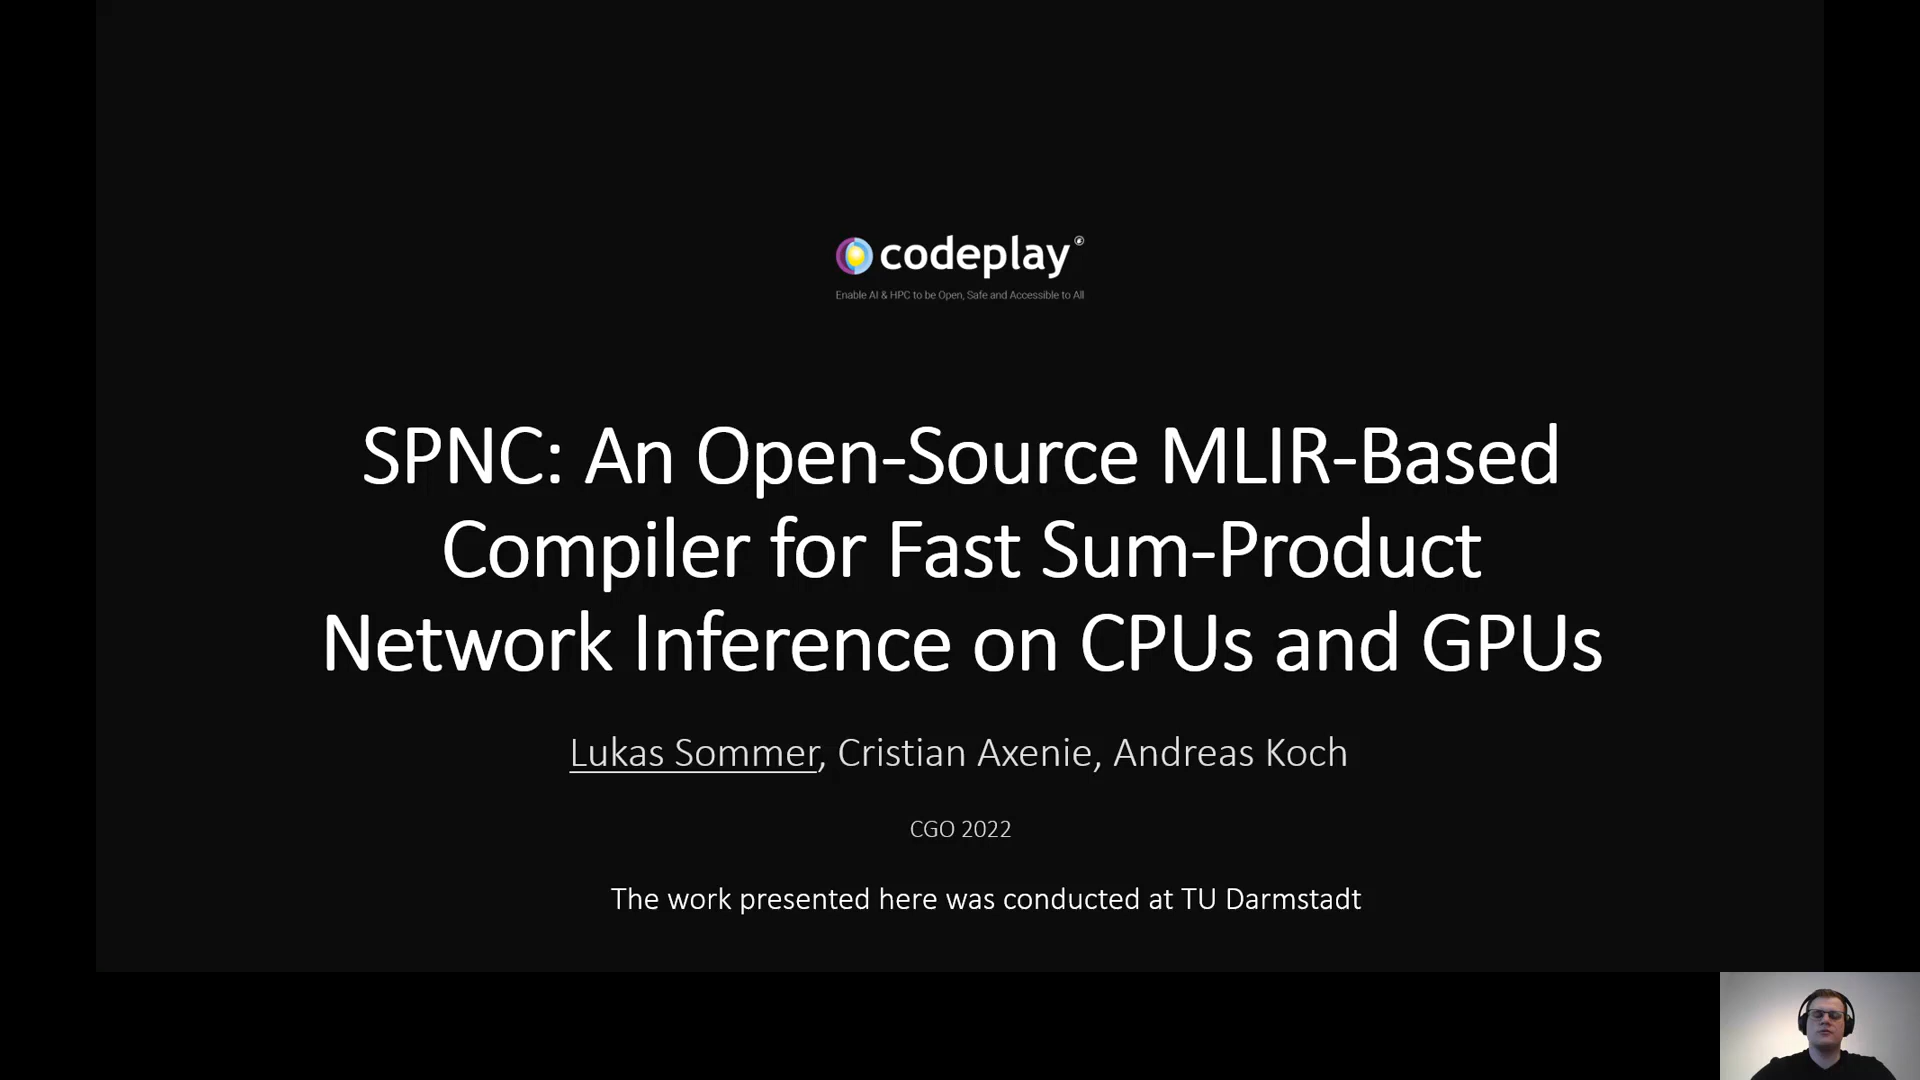 codeplay®
Enable AI & HPC to be Open, Safe and Accessible to All
SPNC: An Open-Source MLIR-Based
Compiler for Fast Sum-Product
Network Inference on CPUs and GPUs
Lukas Sommer, Cristian Axenie, Andreas Koch
CGO 2022
The work presented here was conducted at TU Darmstadt